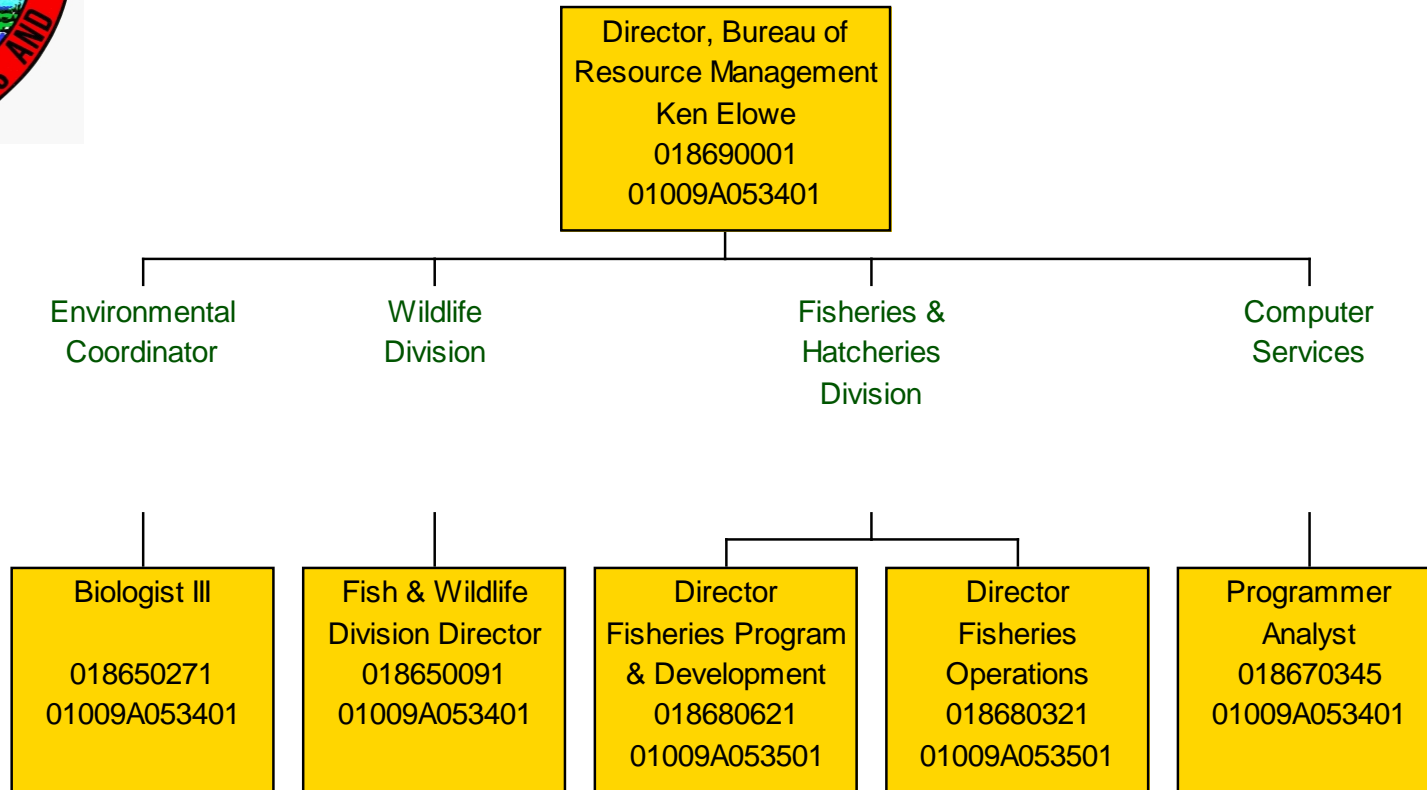 AND
Director, Bureau of
Resource Management
Ken Elowe
018690001
01009A053401
Environmental
Coordinator
Wildlife
Division
Fisheries &
Hatcheries
Division
Computer
Services
Biologist III
018650271
01009A053401
Fish & Wildlife
Division Director
018650091
01009A053401
Director
Fisheries Program
& Development
018680621
01009A053501
Director
Fisheries
Operations
018680321
01009A053501
Programmer
Analyst
018670345
01009A053401